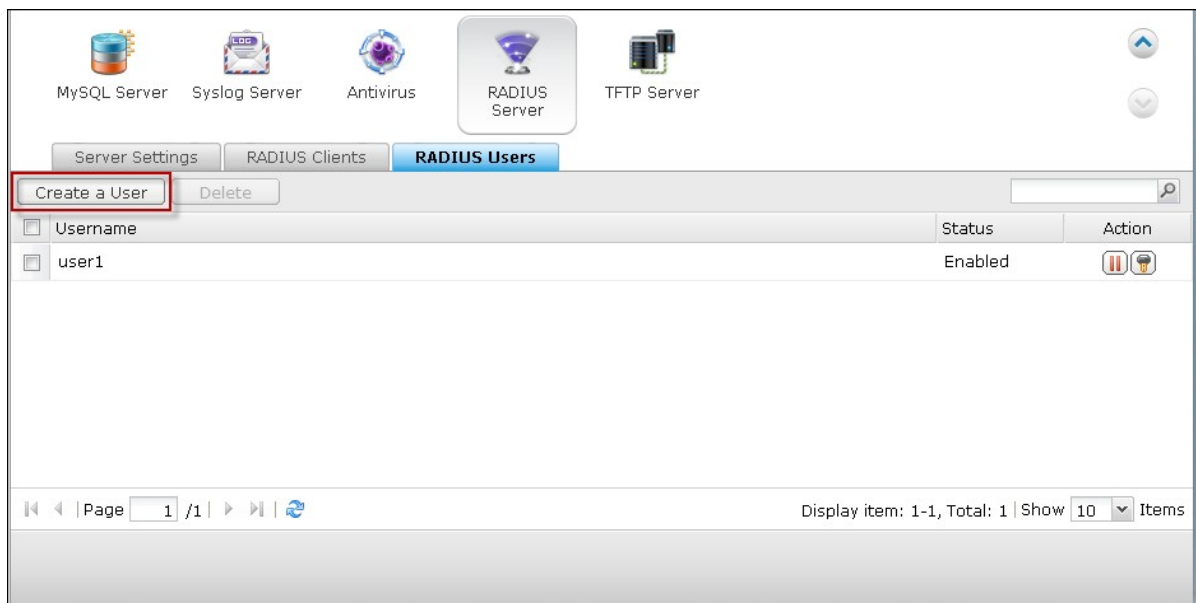 LOG
MySQL Server
Syslog Server
Antivirus
RADIUS
Server
TFTP Server
Server Settings
RADIUS Clients
RADIUS Users
Create a User
Delete
Username
Status
Action
user1
Enabled
Page 1 /1
Display item: 1-1, Total: 1
Show 10 Items